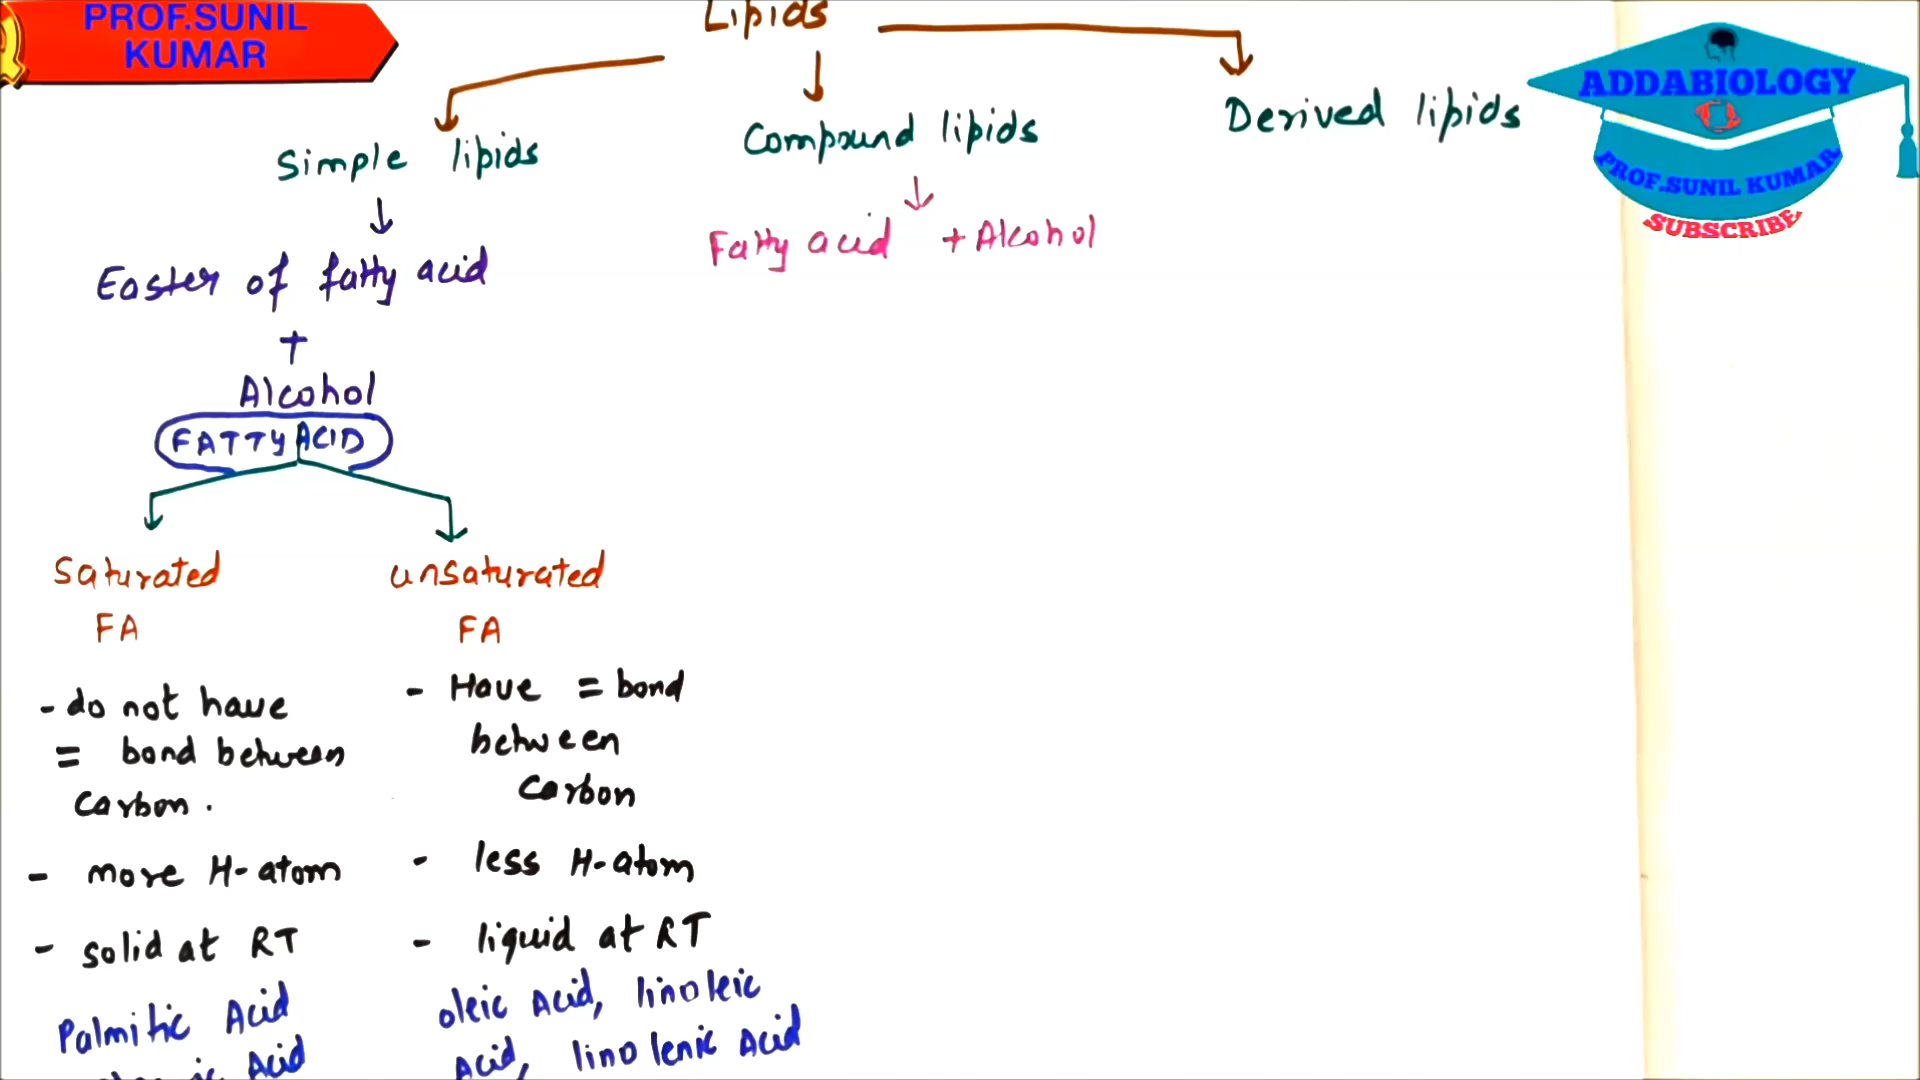 PROF.SUNIL
KUMAR
Lipids
ADDABIOLOGY
PROF.SUNIL KUMAR
SUBSCRIBE
Simple lipids
Compound lipids
Derived lipids
Easter of fatty acid
+
Alcohol
Fatty acid + Alcohol
FATTY ACID
Saturated
FA
unsaturated
FA
- do not have
= bond between
Carbon.
- Have = bond
between
Carbon
- more H-atom
- less H-atom
- solid at RT
- liquid at RT
Palmitic Acid
Acid
oleic Acid, linoleic
Acid, linolenic Acid